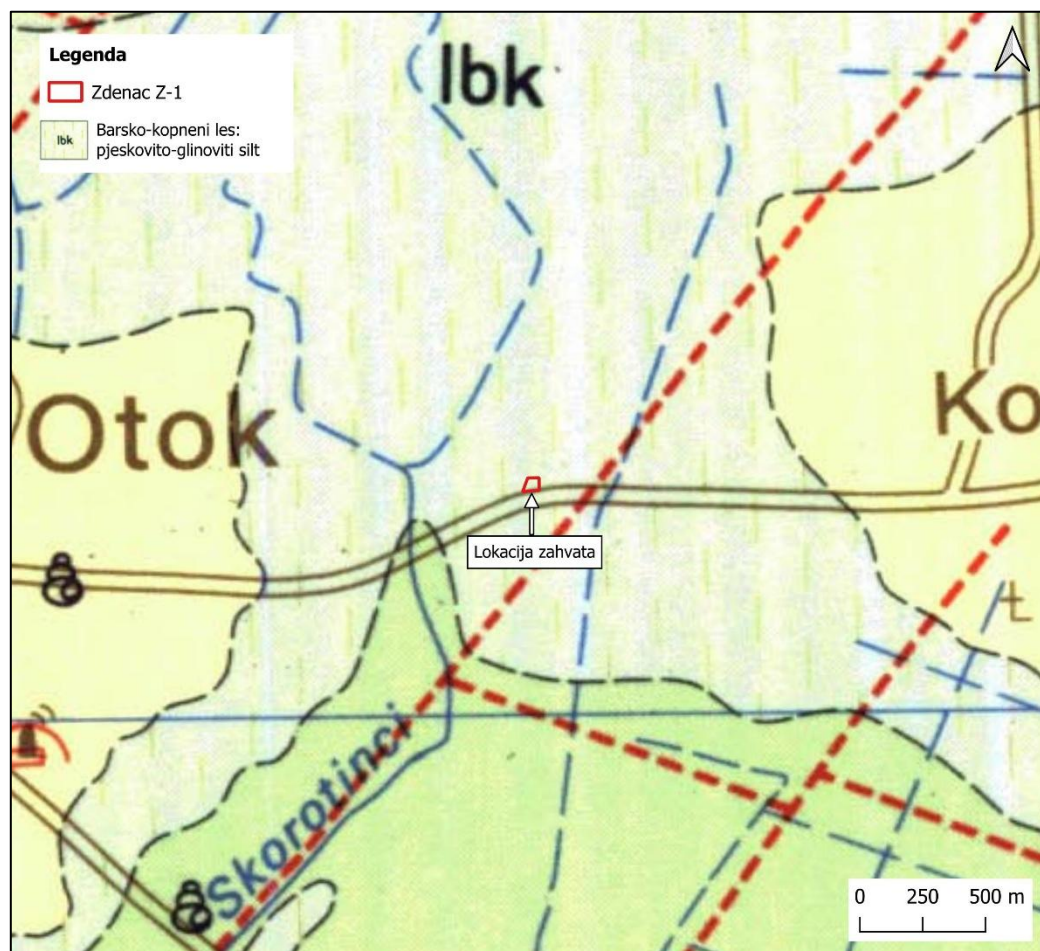 Legenda
Zdenac Z-1
lbk
Barsko-kopneni les:
pjeskovito-glinoviti silt
lbk
Otok
Ko
Lokacija zahvata
Skorotinci
0 250 500 m